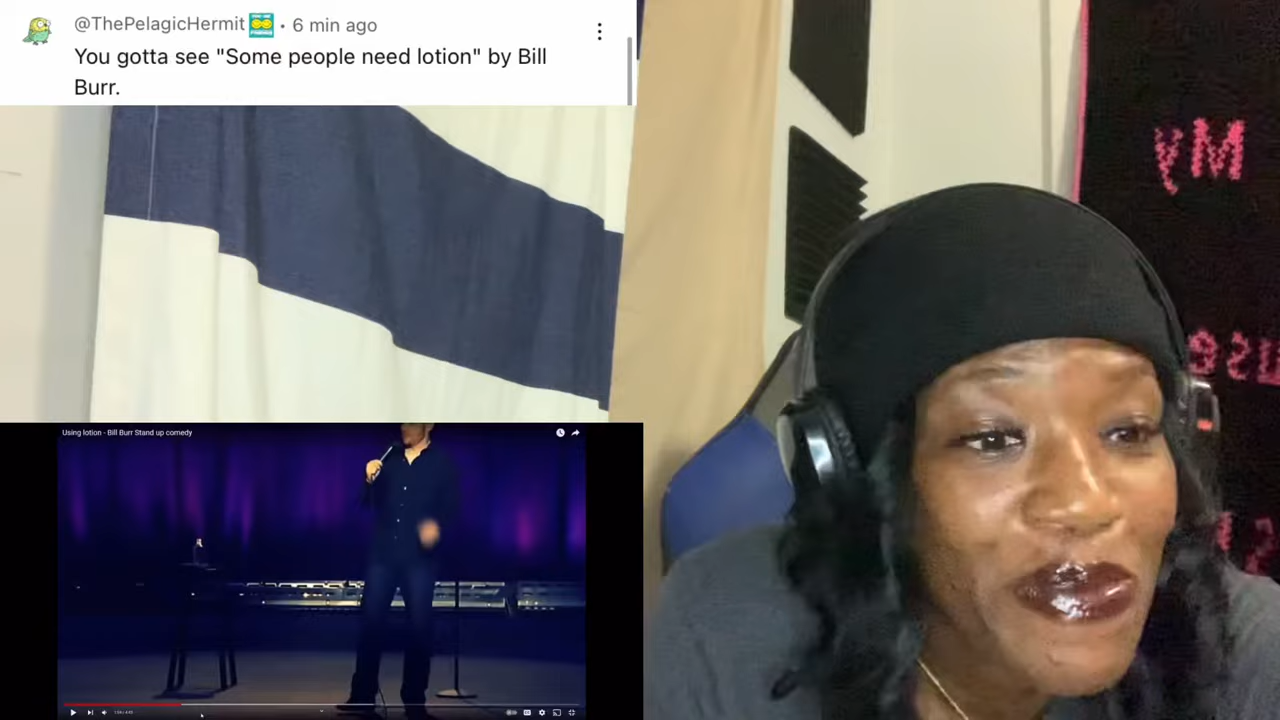 @ThePelagicHermit · 6 min ago
You gotta see "Some people need lotion" by Bill
Burr.
Using lotion - Bill Burr Stand up comedy
My